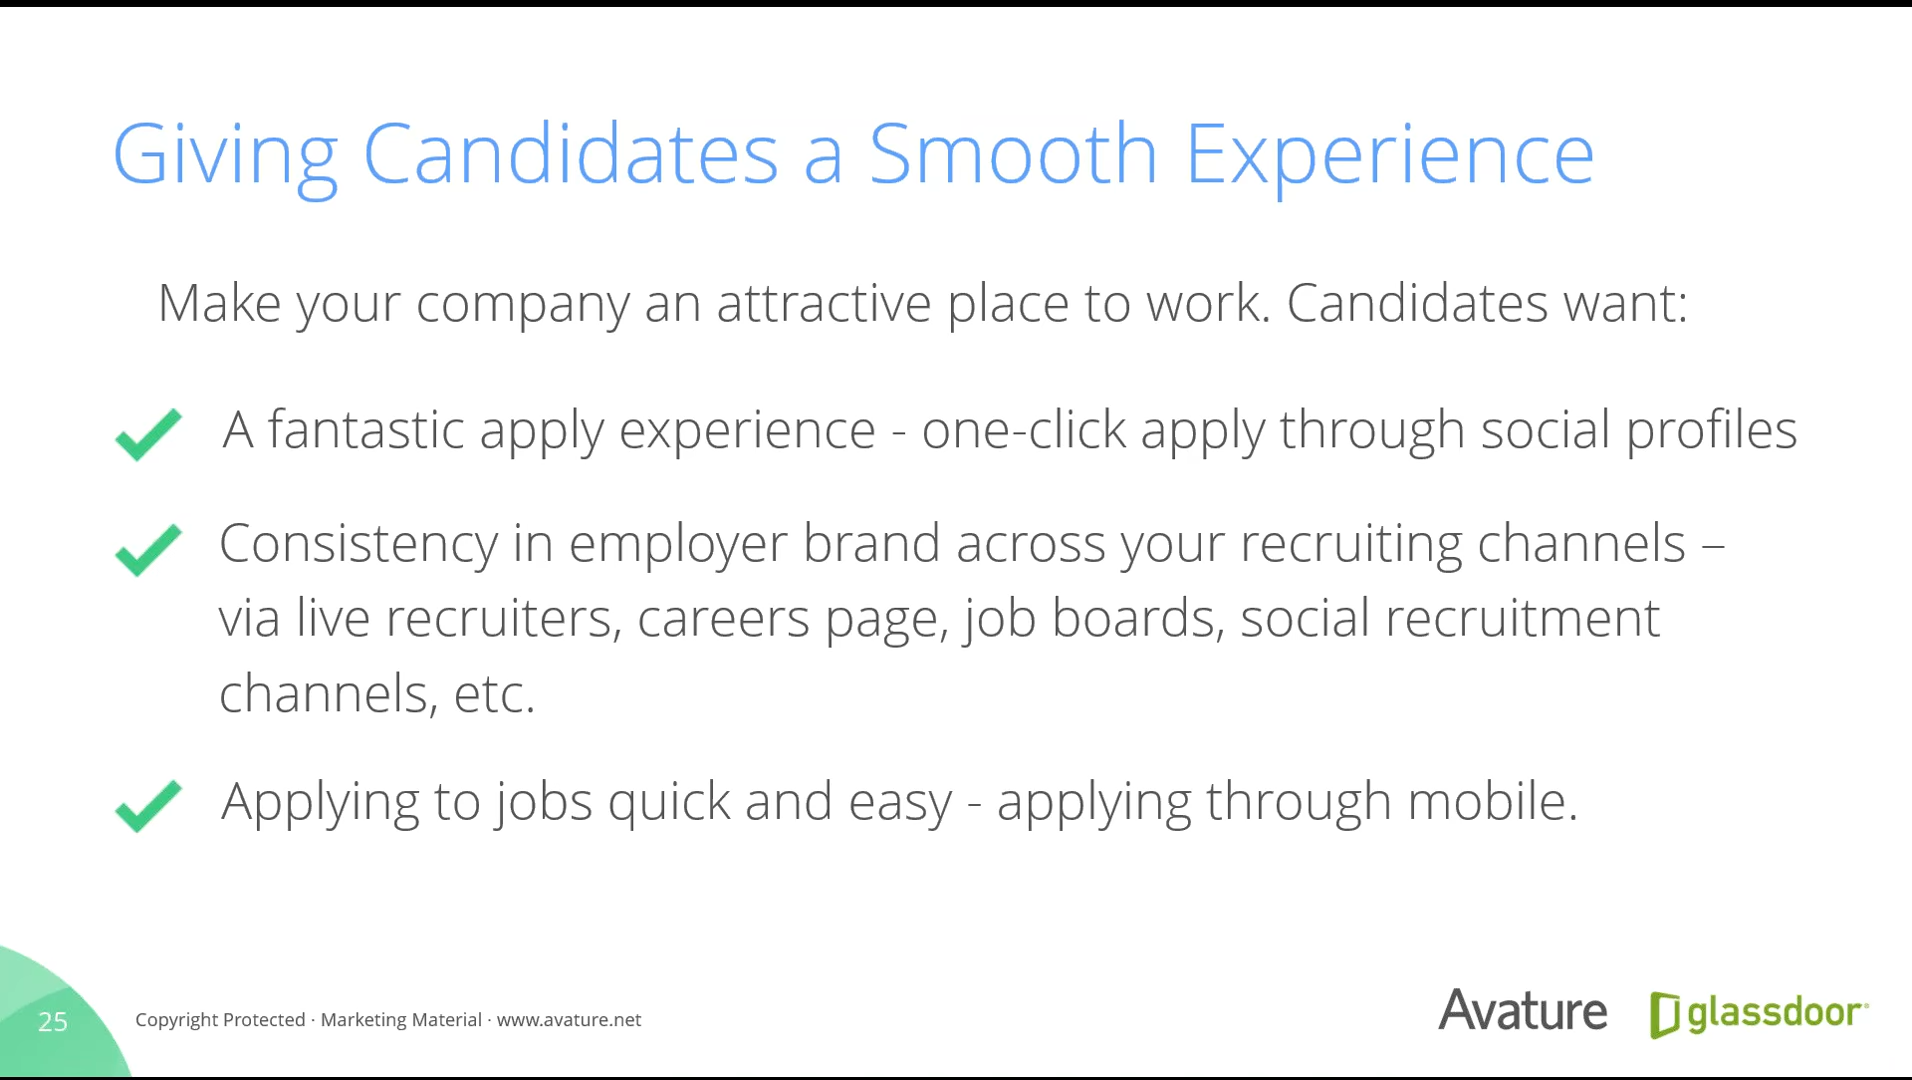 Giving Candidates a Smooth Experience
Make your company an attractive place to work. Candidates want:
A fantastic apply experience - one-click apply through social profiles
Consistency in employer brand across your recruiting channels –
via live recruiters, careers page, job boards, social recruitment
channels, etc.
Applying to jobs quick and easy - applying through mobile.
25
Copyright Protected · Marketing Material · www.avature.net
Avature
glassdoor